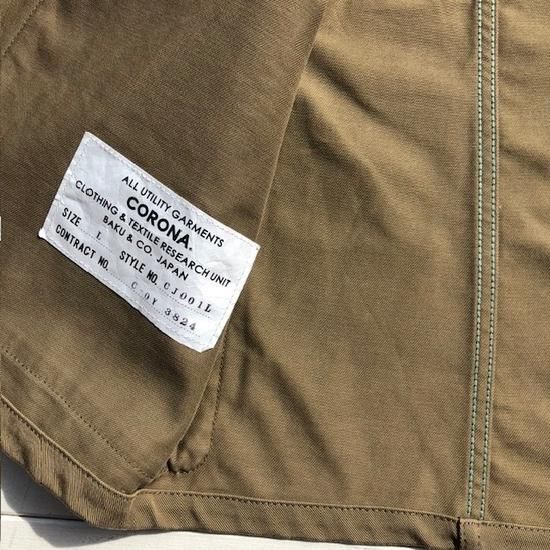 ALL UTILITY GARMENTS
CORONA.
CLOTHING & TEXTILE RESEARCH UNIT
BAKU & CO. JAPAN
SIZE L STYLE NO. CJ001L
CONTRACT NO. C-OY 3824